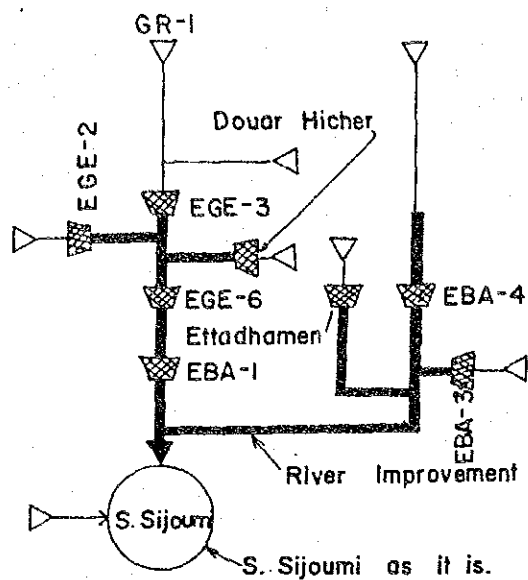 GR-1
Douar Hicher
EGE-2
EGE-3
EGE-6
Ettadhamen
EBA-4
EBA-1
EBA-3
River Improvement
S. Sijoumi
S. Sijoumi as it is.